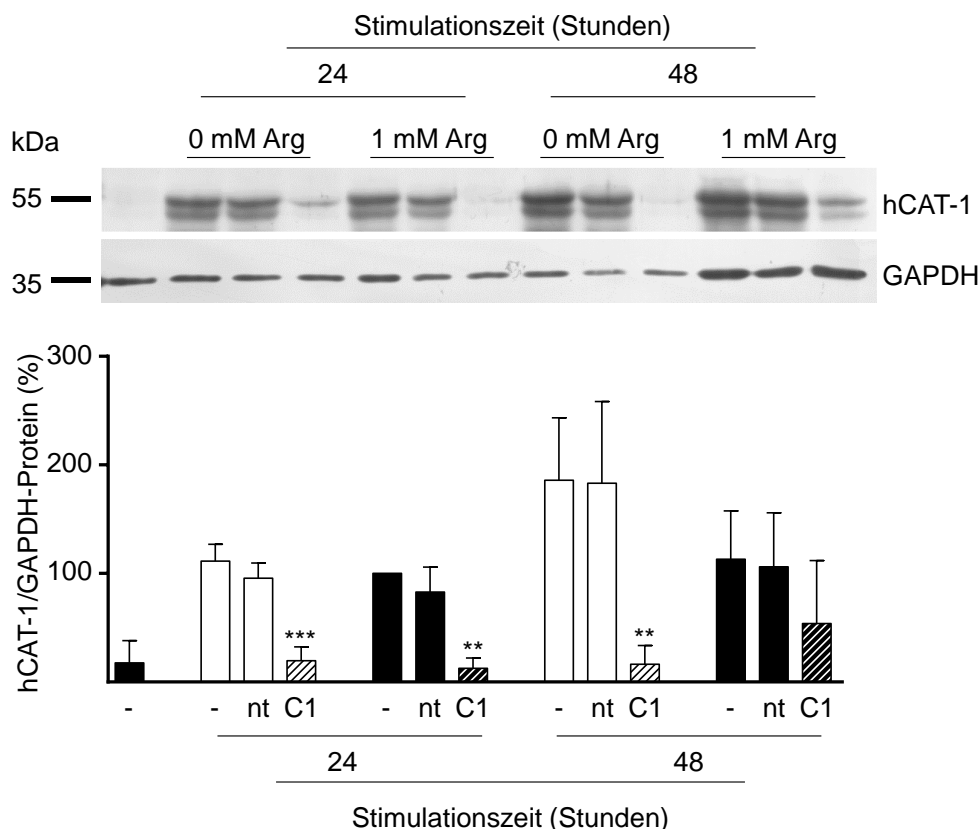 Stimulationszeit (Stunden)
24 48
kDa 0 mM Arg 1 mM Arg 0 mM Arg 1 mM Arg
55 hCAT-1
35 GAPDH
hCAT-1/GAPDH-Protein (%)
300
200
100
*** ** **
- - nt C1 - nt C1 - nt C1 - nt C1
24 48
Stimulationszeit (Stunden)